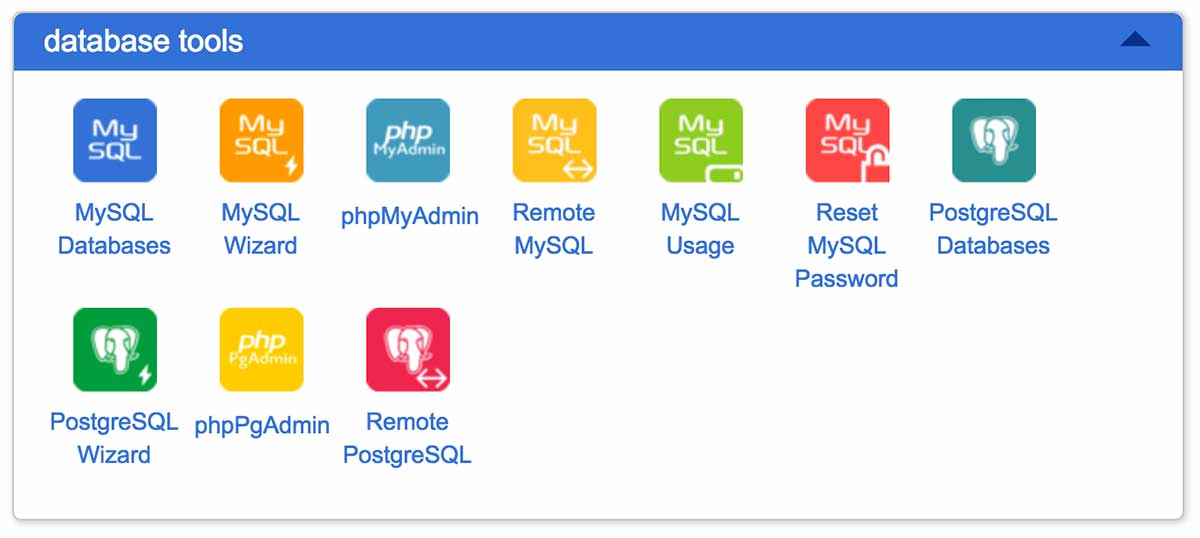 database tools
My
SQL
My
SQL
php
MyAdmin
My
SQL
My
SQL
My
SQL
MySQL
Databases
MySQL
Wizard
phpMyAdmin
Remote
MySQL
MySQL
Usage
Reset
MySQL
Password
PostgreSQL
Databases
php
PgAdmin
PostgreSQL
Wizard
phpPgAdmin
Remote
PostgreSQL